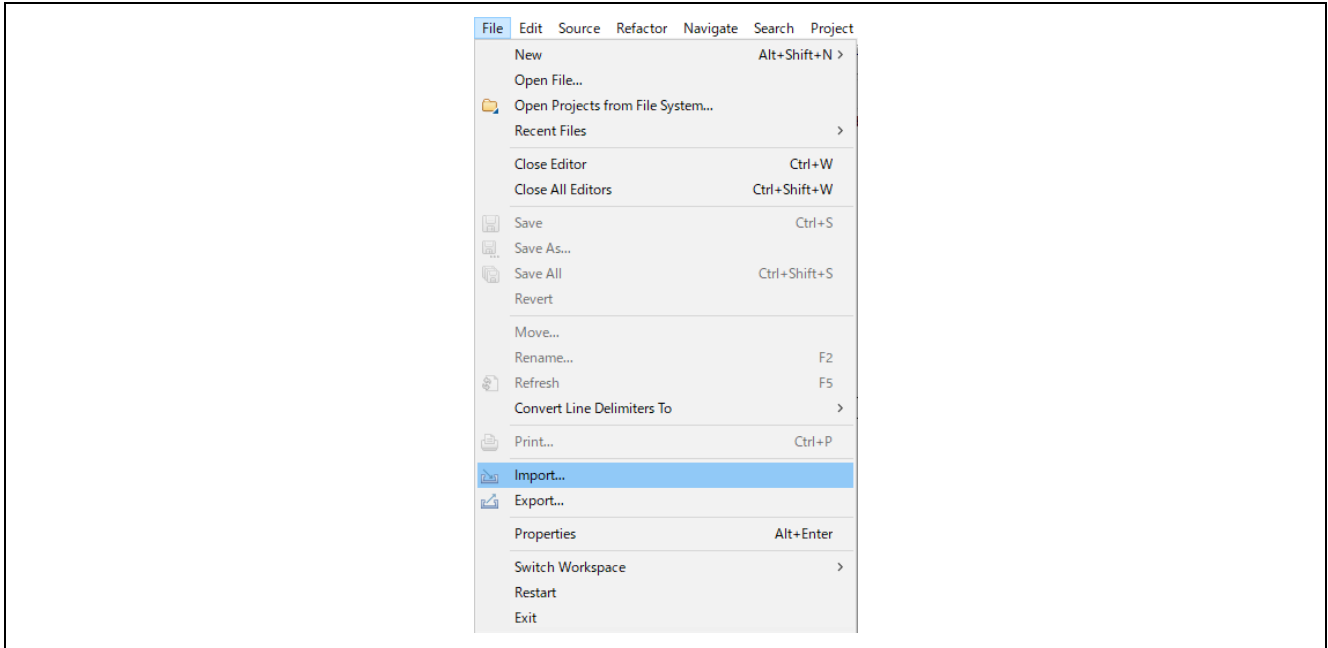 File Edit Source Refactor Navigate Search Project
New Alt+Shift+N >
Open File...
Open Projects from File System...
Recent Files >
Close Editor Ctrl+W
Close All Editors Ctrl+Shift+W
Save Ctrl+S
Save As...
Save All Ctrl+Shift+S
Revert
Move...
Rename... F2
Refresh F5
Convert Line Delimiters To >
Print... Ctrl+P
Import...
Export...
Properties Alt+Enter
Switch Workspace >
Restart
Exit